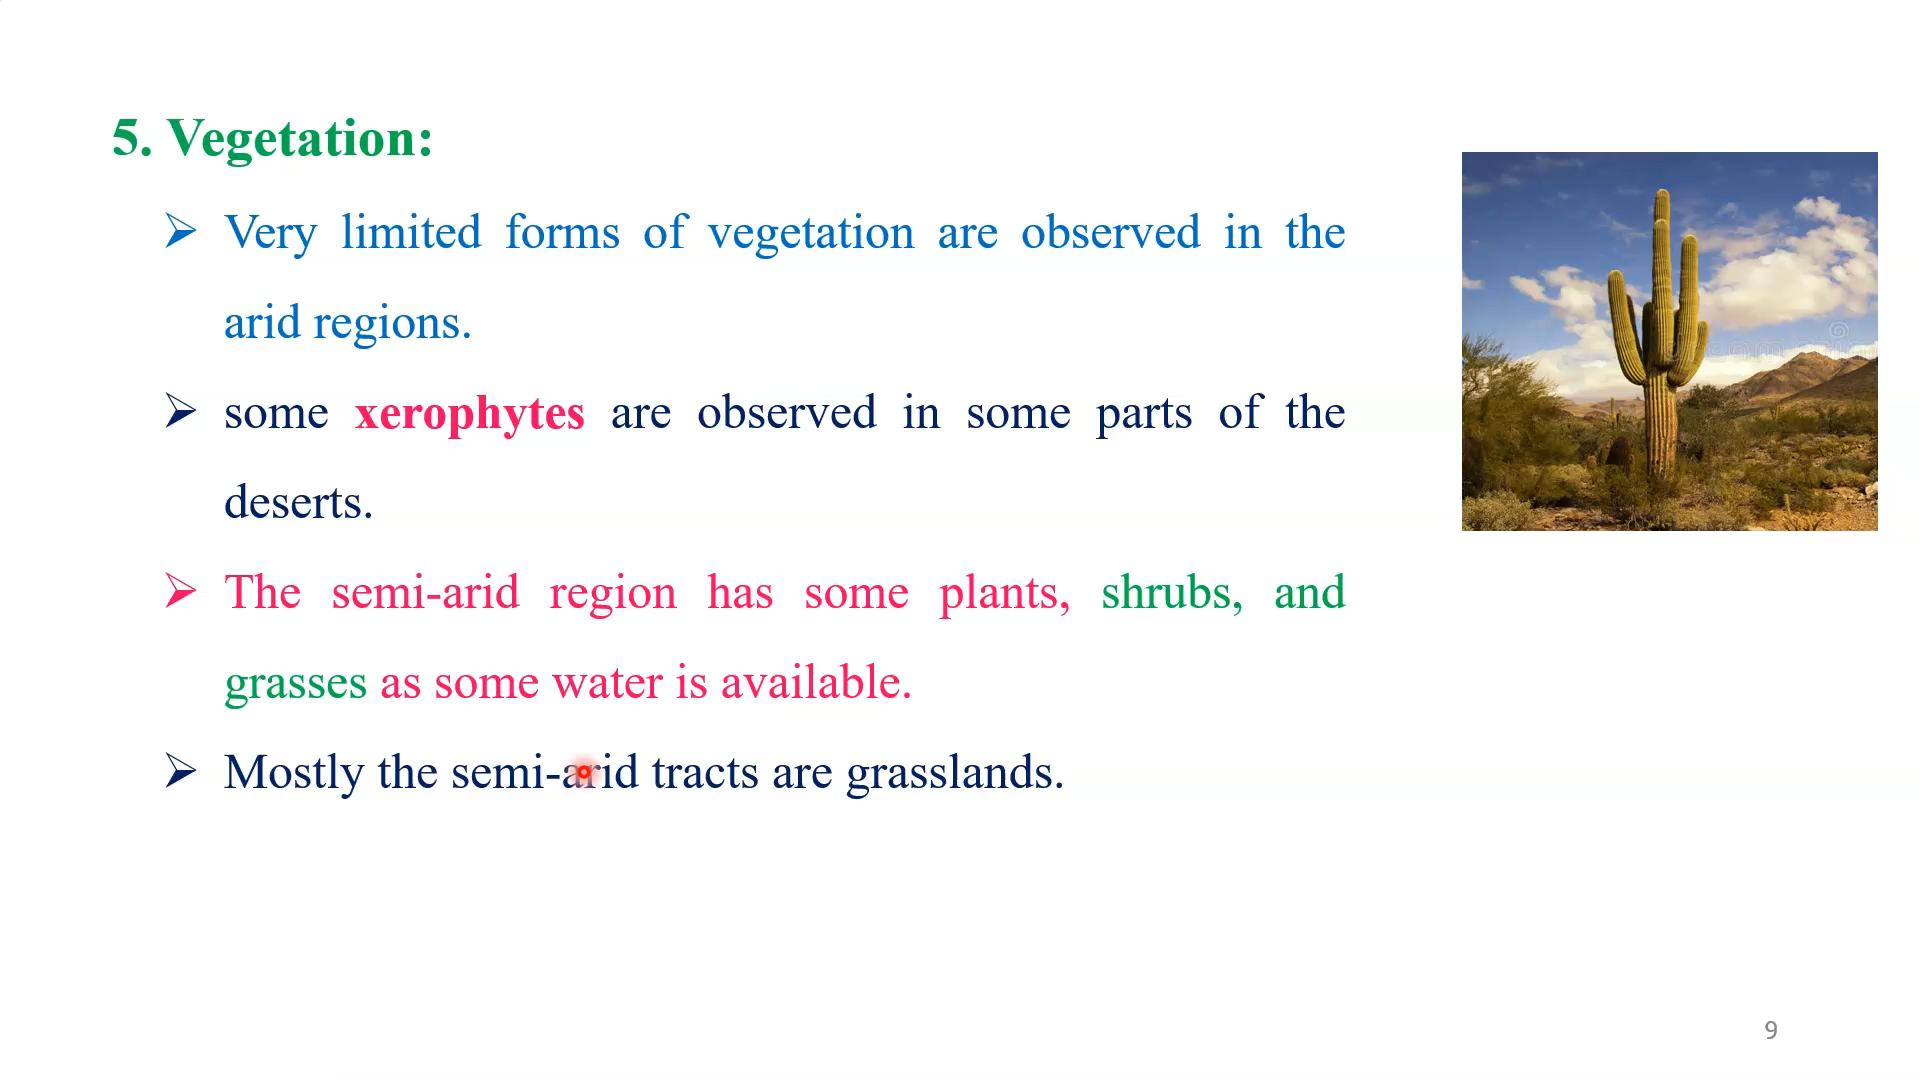 5. Vegetation:
➢ Very limited forms of vegetation are observed in the
arid regions.
➢ some xerophytes are observed in some parts of the
deserts.
➢ The semi-arid region has some plants, shrubs, and
grasses as some water is available.
➢ Mostly the semi-arid tracts are grasslands.
9